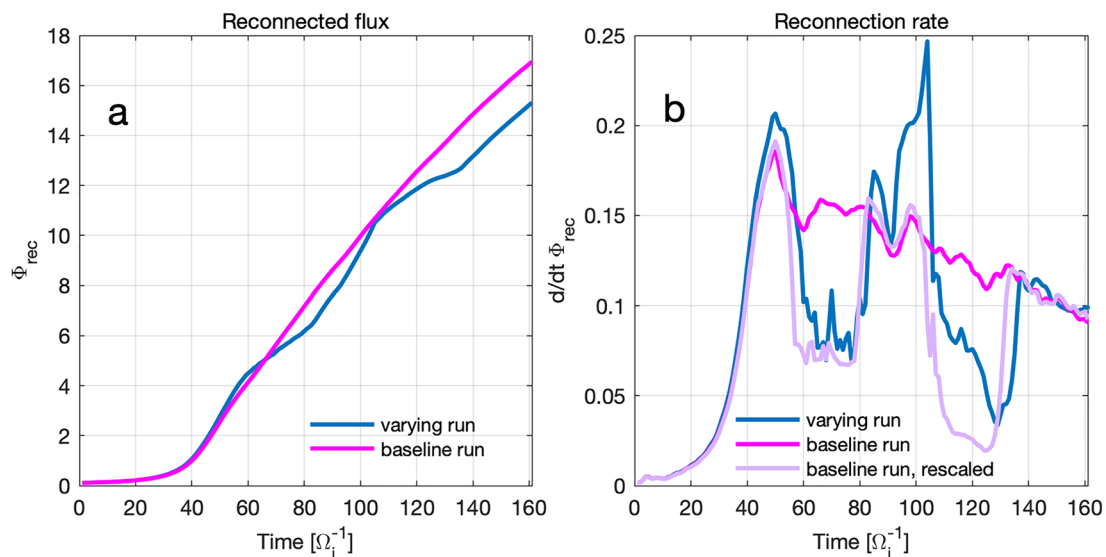 Reconnected flux
a
Φrec
18
16
14
12
10
8
6
4
2
0
0 20 40 60 80 100 120 140 160
Time [Ωi-1]
varying run
baseline run
Reconnection rate
b
d/dt Φrec
0.25
0.2
0.15
0.1
0.05
0
0 20 40 60 80 100 120 140 160
Time [Ωi-1]
varying run
baseline run
baseline run, rescaled